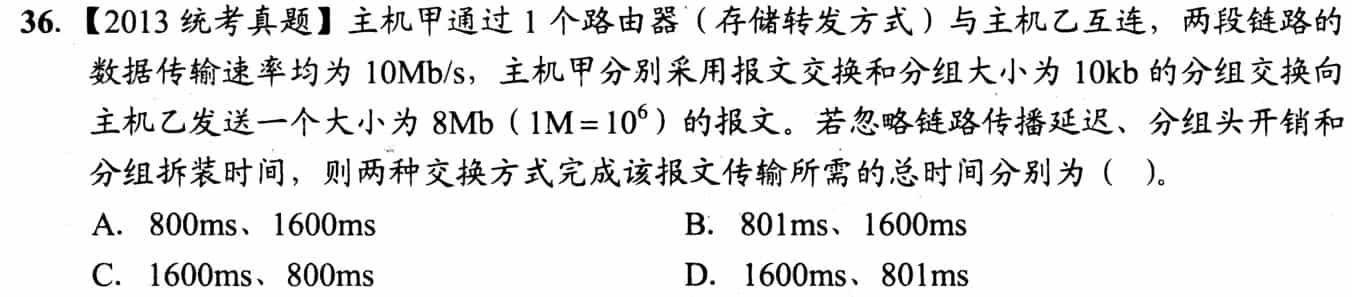 36. 【2013 统考真题】主机甲通过 1 个路由器（存储转发方式）与主机乙互连，两段链路的
数据传输速率均为 10Mb/s，主机甲分别采用报文交换和分组大小为 10kb 的分组交换向
主机乙发送一个大小为 8Mb（1M=10⁶）的报文。若忽略链路传播延迟、分组头开销和
分组拆装时间，则两种交换方式完成该报文传输所需的总时间分别为（ ）。
A. 800ms、1600ms B. 801ms、1600ms
C. 1600ms、800ms D. 1600ms、801ms